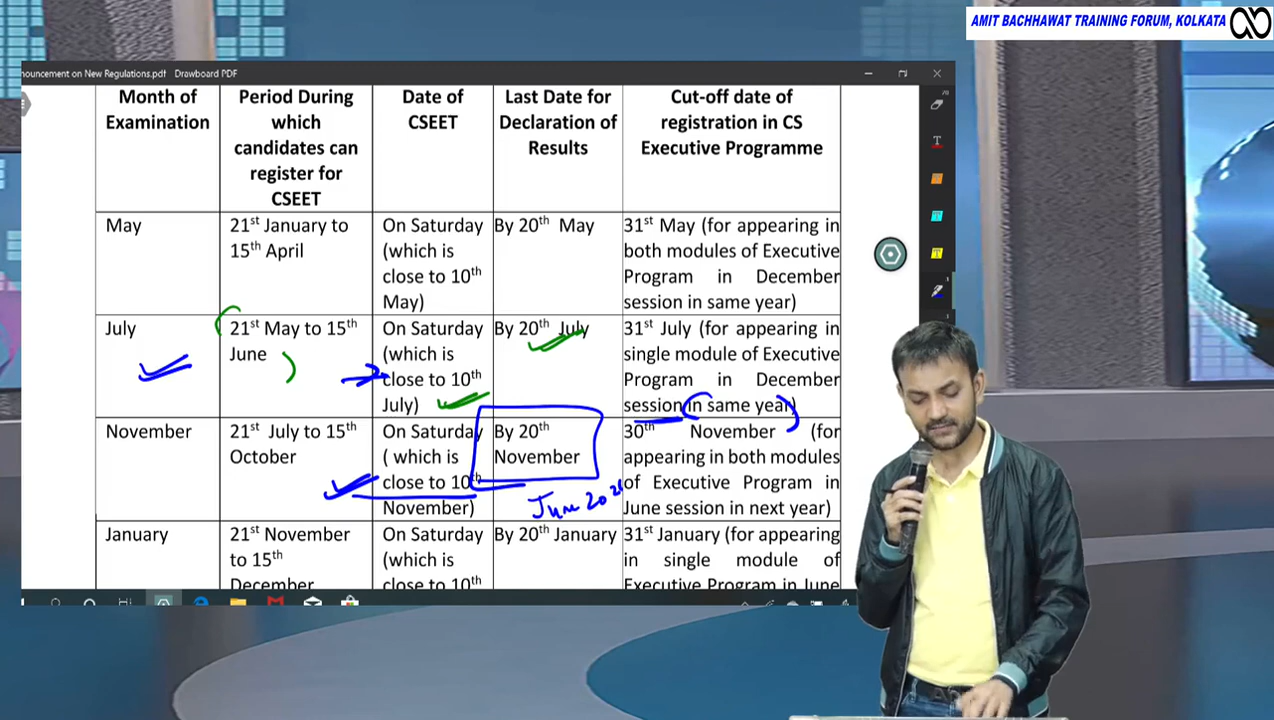 AMIT BACHHAWAT TRAINING FORUM, KOLKATA
nouncement on New Regulations.pdf Drawboard PDF
Month of
Examination
Period During
which
candidates can
register for
CSEET
Date of
CSEET
Last Date for
Declaration of
Results
Cut-off date of
registration in CS
Executive Programme
May
21st January to
15th April
On Saturday
(which is
close to 10th
May)
By 20th May
31st May (for appearing in
both modules of Executive
Program in December
session in same year)
July
21st May to 15th
June
On Saturday
(which is
close to 10th
July)
By 20th July
31st July (for appearing in
single module of Executive
Program in December
session in same year)
November
21st July to 15th
October
On Saturday
( which is
close to 10th
November)
By 20th
November
June 2021
30th November (for
appearing in both modules
of Executive Program in
June session in next year)
January
21st November
to 15th
December
On Saturday
(which is
close to 10th
By 20th January
31st January (for appearing
in single module of
Executive Program in June